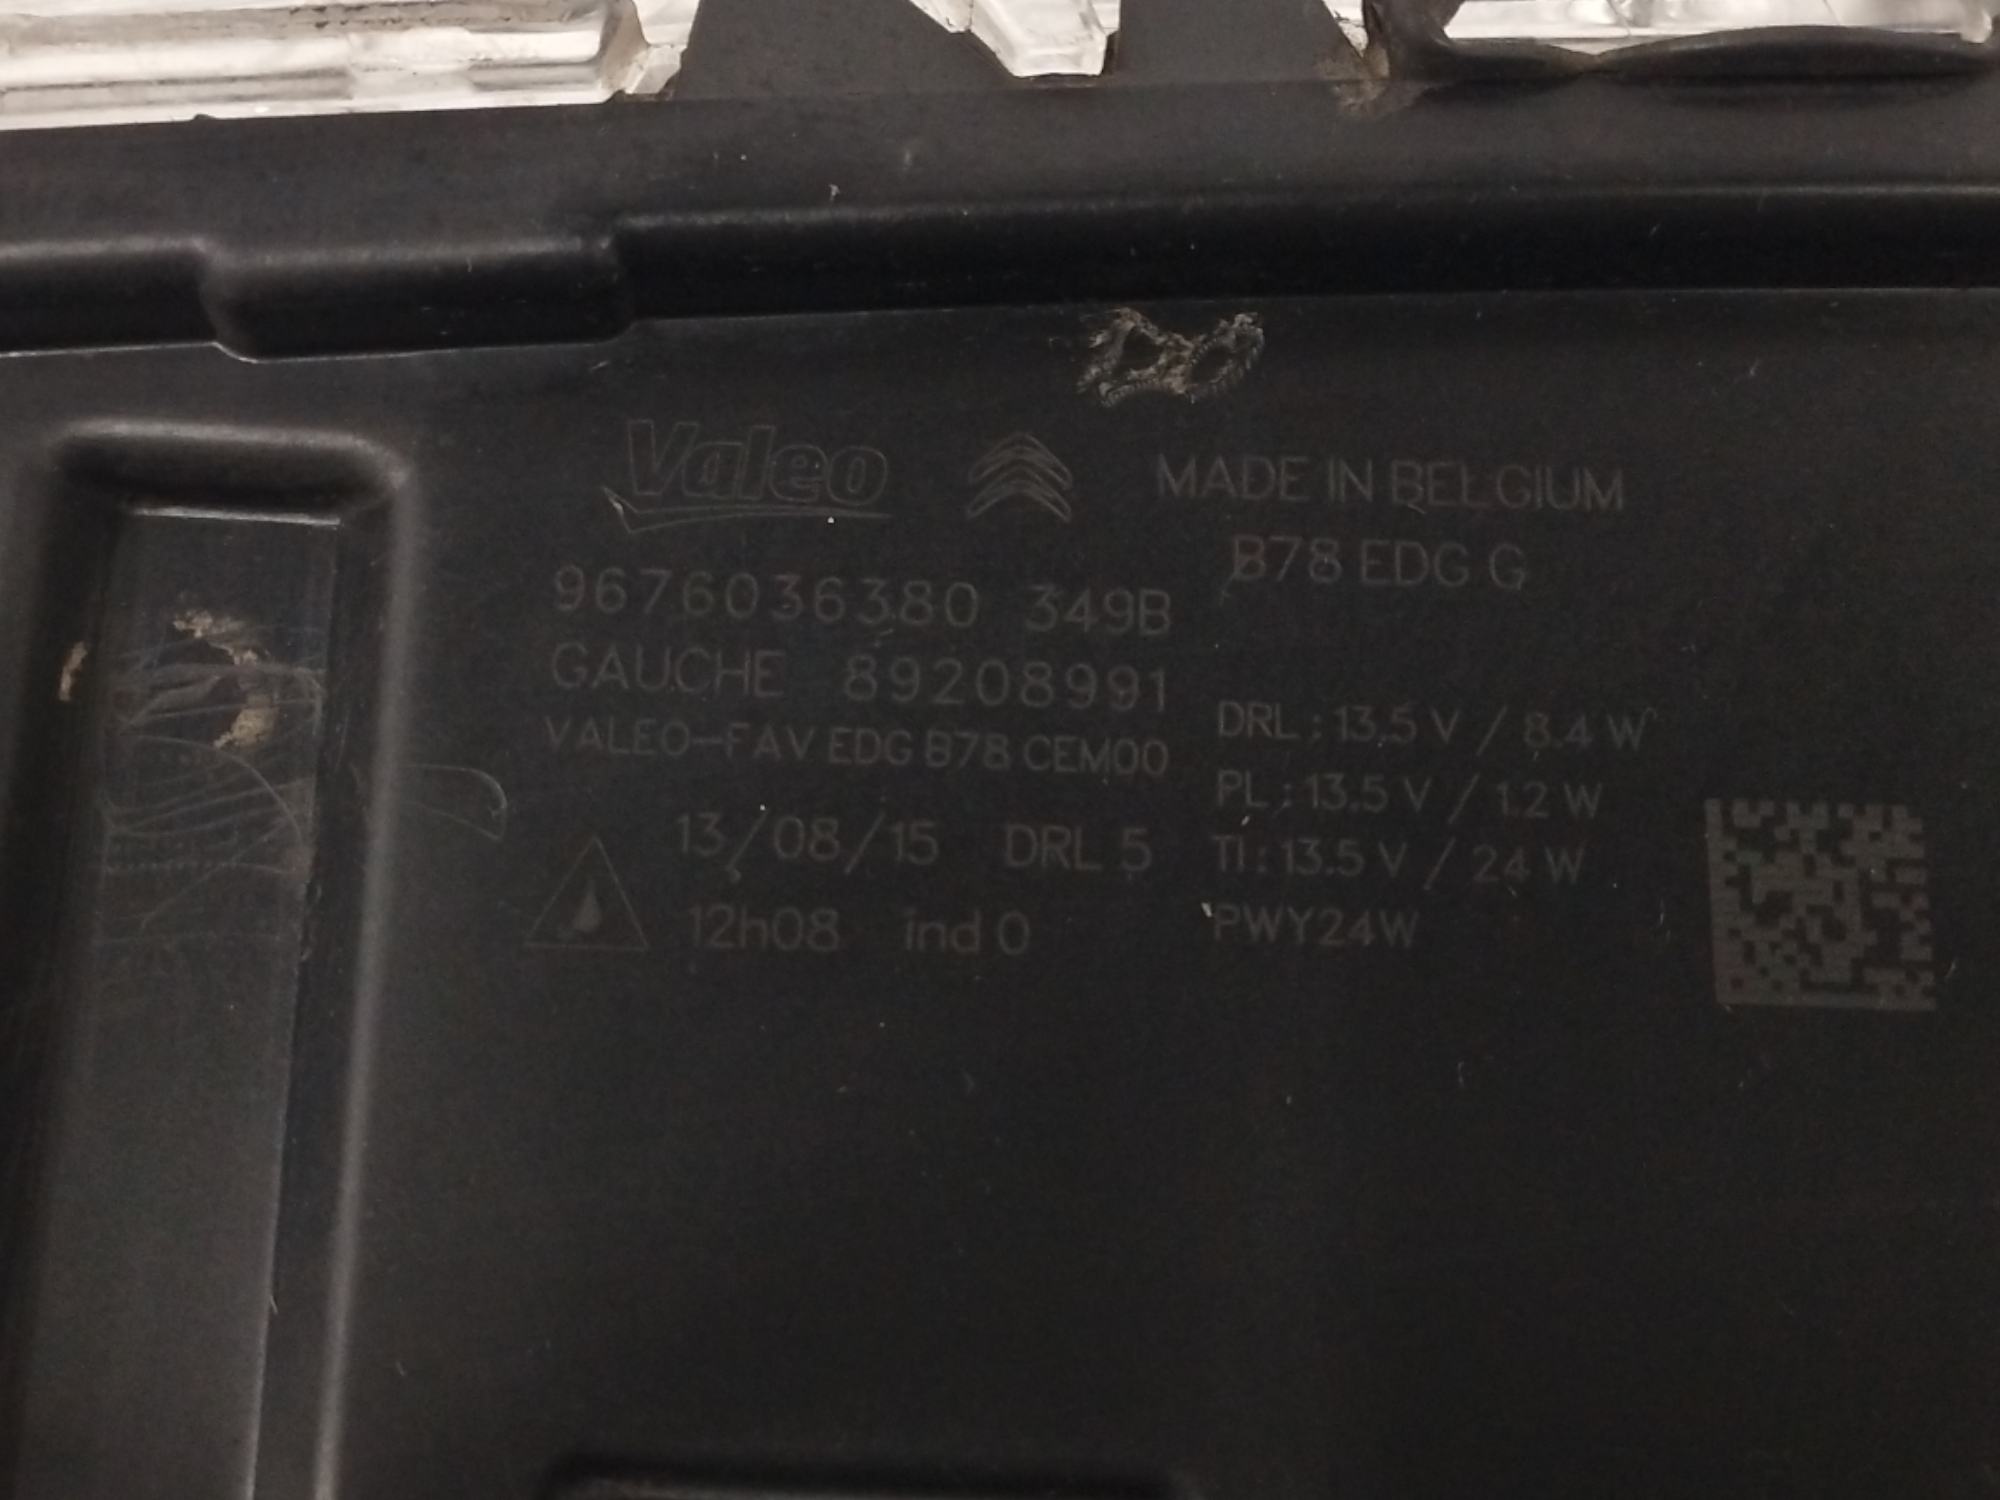 Valeo MADE IN BELGIUM
B78 EDG G
9676036380 349B
GAUCHE 89208991
VALEO-FAV EDG B78 CEM00
13/08/15 DRL 5
12h08 ind 0
DRL : 13.5 V / 8.4 W
PL : 13.5 V / 1.2 W
TI : 13.5 V / 24 W
PWY24W